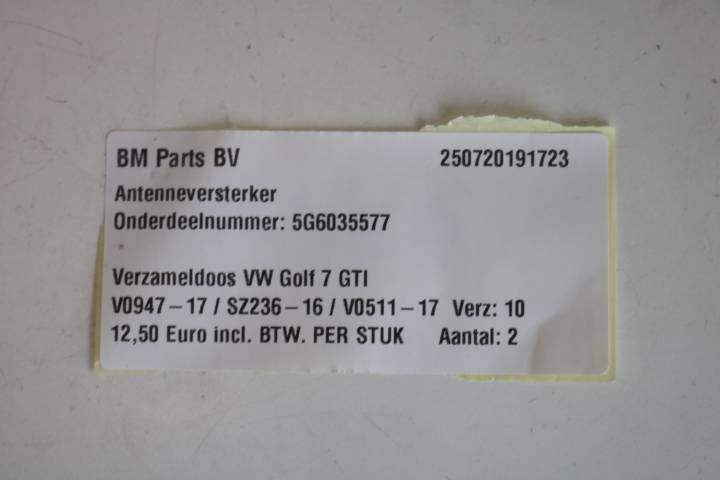 BM Parts BV 250720191723
Antenneversterker
Onderdeelnummer: 5G6035577
Verzameldoos VW Golf 7 GTI
V0947-17 / SZ236-16 / V0511-17 Verz: 10
12,50 Euro incl. BTW. PER STUK Aantal: 2